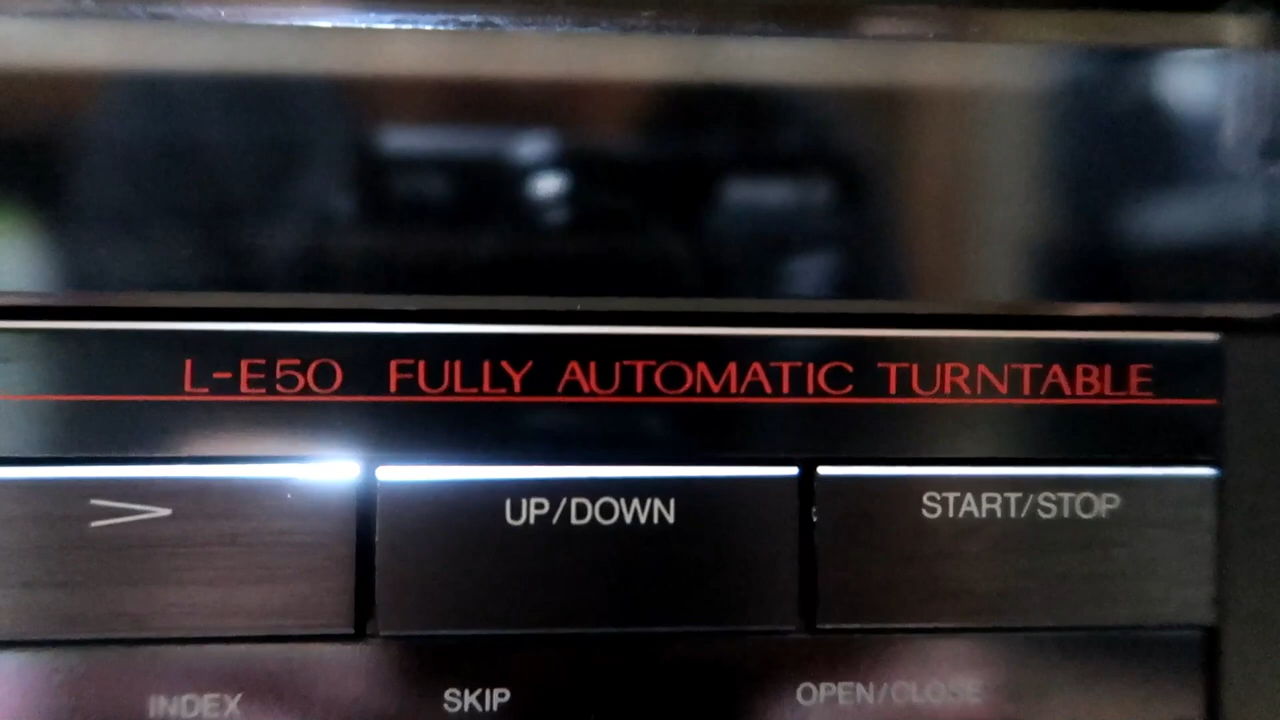 L-E50 FULLY AUTOMATIC TURNTABLE
> UP/DOWN START/STOP
INDEX SKIP OPEN/CLOSE